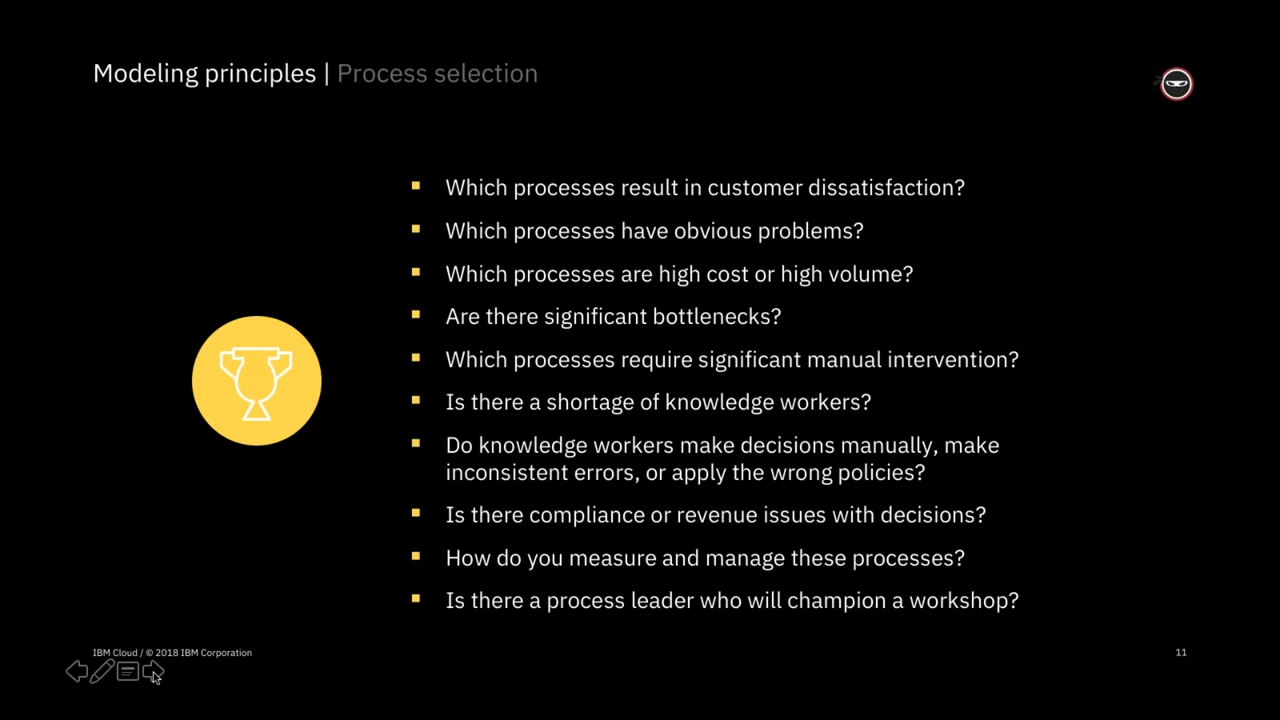 Modeling principles | Process selection
Which processes result in customer dissatisfaction?
Which processes have obvious problems?
Which processes are high cost or high volume?
Are there significant bottlenecks?
Which processes require significant manual intervention?
Is there a shortage of knowledge workers?
Do knowledge workers make decisions manually, make
inconsistent errors, or apply the wrong policies?
Is there compliance or revenue issues with decisions?
How do you measure and manage these processes?
Is there a process leader who will champion a workshop?
IBM Cloud / © 2018 IBM Corporation
11